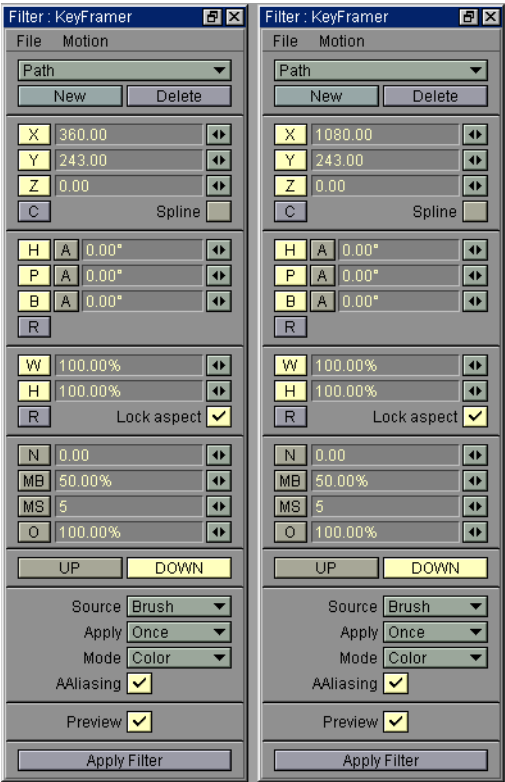 Filter : KeyFramer
File Motion
Path
New Delete
X 360.00
Y 243.00
Z 0.00
C Spline
H A 0.00°
P A 0.00°
B A 0.00°
R
W 100.00%
H 100.00%
R Lock aspect
N 0.00
MB 50.00%
MS 5
O 100.00%
UP DOWN
Source Brush
Apply Once
Mode Color
AAliasing
Preview
Apply Filter
Filter : KeyFramer
File Motion
Path
New Delete
X 1080.00
Y 243.00
Z 0.00
C Spline
H A 0.00°
P A 0.00°
B A 0.00°
R
W 100.00%
H 100.00%
R Lock aspect
N 0.00
MB 50.00%
MS 5
O 100.00%
UP DOWN
Source Brush
Apply Once
Mode Color
AAliasing
Preview
Apply Filter